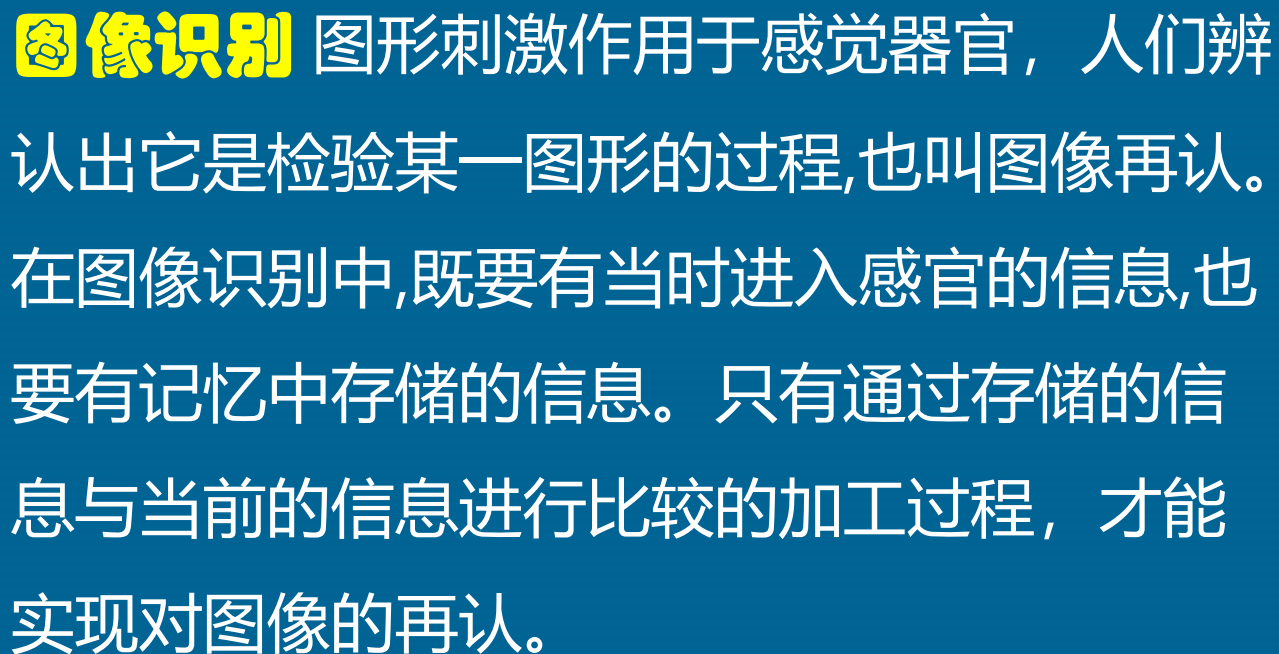 图像识别 图形刺激作用于感觉器官，人们辨
认出它是检验某一图形的过程,也叫图像再认。
在图像识别中,既要有当时进入感官的信息,也
要有记忆中存储的信息。只有通过存储的信
息与当前的信息进行比较的加工过程，才能
实现对图像的再认。